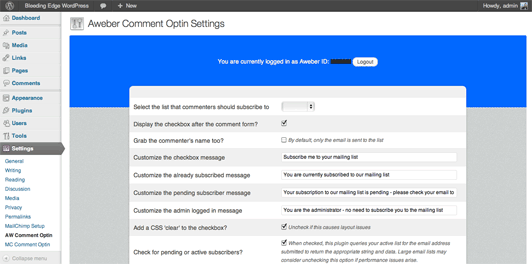 Bleeding Edge WordPress
+ New
Howdy, admin
Dashboard
Posts
Media
Links
Pages
Comments
Appearance
Plugins
Users
Tools
Settings
General
Writing
Reading
Discussion
Media
Privacy
Permalinks
MailChimp Setup
AW Comment Optin
MC Comment Optin
Collapse menu
Aweber Comment Optin Settings
You are currently logged in as Aweber ID:
Logout
Select the list that commenters should subscribe to
Display the checkbox after the comment form?
Grab the commenter's name too?
By default, only the email is sent to the list
Customize the checkbox message
Subscribe me to your mailing list
Customize the already subscribed message
You are currently subscribed to our mailing list
Customize the pending subscriber message
Your subscription to our mailing list is pending - please check your email to
Customize the admin logged in message
You are the administrator - no need to subscribe you to the mailing list
Add a CSS 'clear' to the checkbox?
Uncheck if this causes layout issues
Check for pending or active subscribers?
When checked, this plugin queries your active list for the email address
submitted to return the appropriate string and data. Large email lists may
consider unchecking this option if performance issues arise.